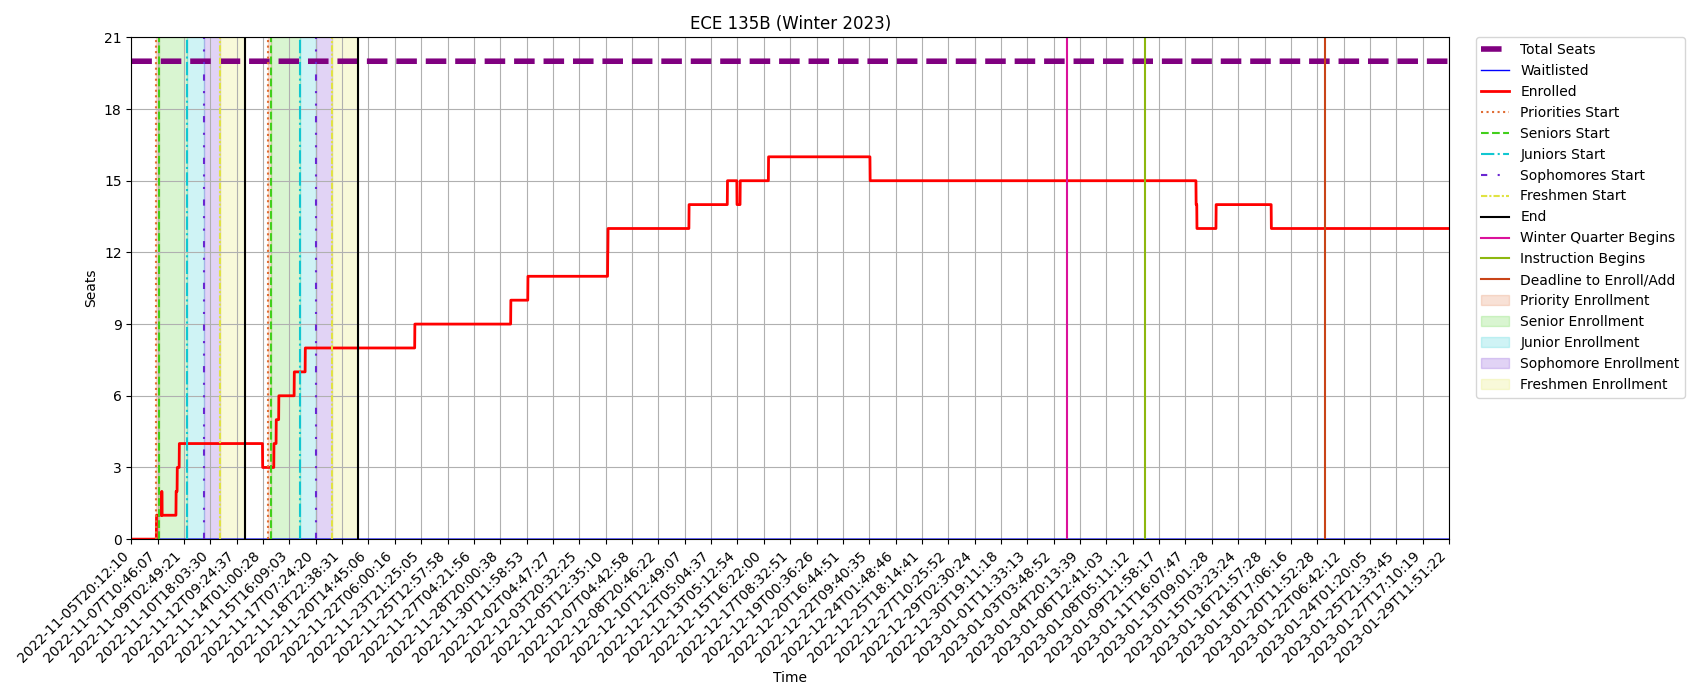 ECE 135B (Winter 2023)
21
18
15
12
9
6
3
0
Seats
2022-11-05T20:12:10
2022-11-07T10:46:07
2022-11-09T02:49:21
2022-11-10T18:03:30
2022-11-12T09:24:37
2022-11-14T01:00:28
2022-11-15T16:09:03
2022-11-17T07:24:20
2022-11-18T22:38:31
2022-11-20T14:45:06
2022-11-22T06:00:16
2022-11-23T21:25:05
2022-11-25T12:57:58
2022-11-27T04:21:56
2022-11-28T20:00:38
2022-11-30T11:58:53
2022-12-02T04:47:27
2022-12-03T20:32:25
2022-12-05T12:35:10
2022-12-07T04:42:58
2022-12-08T20:46:22
2022-12-10T12:49:07
2022-12-12T05:04:37
2022-12-13T05:12:54
2022-12-15T16:22:00
2022-12-17T08:32:51
2022-12-19T00:36:26
2022-12-20T16:44:51
2022-12-22T09:40:35
2022-12-25T01:48:46
2022-12-25T18:14:41
2022-12-27T10:25:52
2022-12-29T02:30:24
2022-12-30T19:11:18
2023-01-01T11:33:13
2023-01-03T03:48:52
2023-01-04T20:13:39
2023-01-06T12:41:03
2023-01-08T05:11:12
2023-01-09T21:58:17
2023-01-11T16:07:47
2023-01-13T09:01:28
2023-01-15T03:23:24
2023-01-16T21:57:28
2023-01-18T17:06:16
2023-01-20T11:52:28
2023-01-22T06:42:12
2023-01-24T01:20:05
2023-01-25T21:33:45
2023-01-27T17:10:19
2023-01-29T11:51:22
Time
Total Seats
Waitlisted
Enrolled
Priorities Start
Seniors Start
Juniors Start
Sophomores Start
Freshmen Start
End
Winter Quarter Begins
Instruction Begins
Deadline to Enroll/Add
Priority Enrollment
Senior Enrollment
Junior Enrollment
Sophomore Enrollment
Freshmen Enrollment